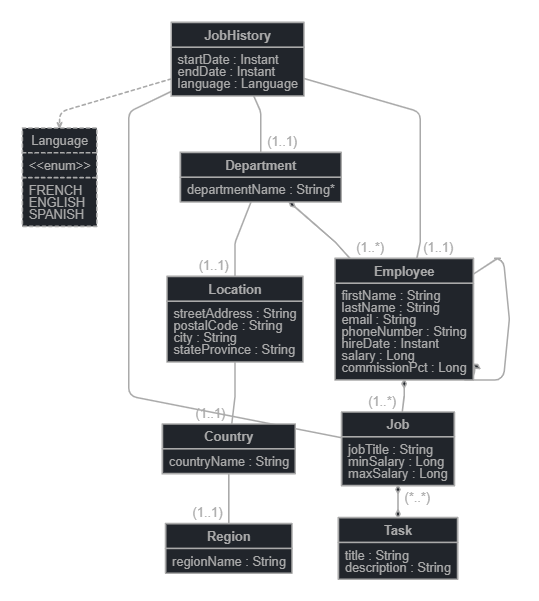 JobHistory
startDate : Instant
endDate : Instant
language : Language
Language
<<enum>>
FRENCH
ENGLISH
SPANISH
(1..1)
Department
departmentName : String*
(1..1)
(1..*)
(1..1)
Location
streetAddress : String
postalCode : String
city : String
stateProvince : String
Employee
firstName : String
lastName : String
email : String
phoneNumber : String
hireDate : Instant
salary : Long
commissionPct : Long
(1..1)
(1..*)
Country
countryName : String
Job
jobTitle : String
minSalary : Long
maxSalary : Long
(1..1)
(*..*)
Region
regionName : String
Task
title : String
description : String